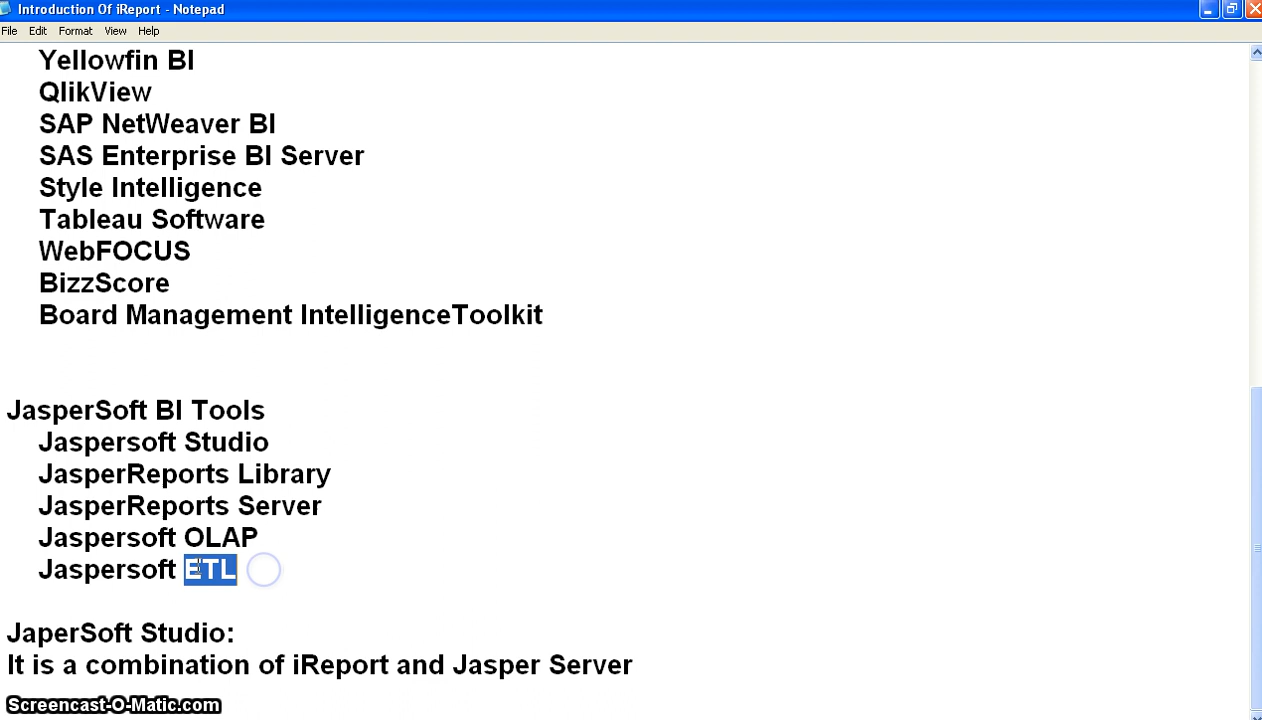 Introduction Of iReport - Notepad
File Edit Format View Help
Yellowfin BI
QlikView
SAP NetWeaver BI
SAS Enterprise BI Server
Style Intelligence
Tableau Software
WebFOCUS
BizzScore
Board Management IntelligenceToolkit
JasperSoft BI Tools
Jaspersoft Studio
JasperReports Library
JasperReports Server
Jaspersoft OLAP
Jaspersoft ETL
JaperSoft Studio:
It is a combination of iReport and Jasper Server
Screencast-O-Matic.com